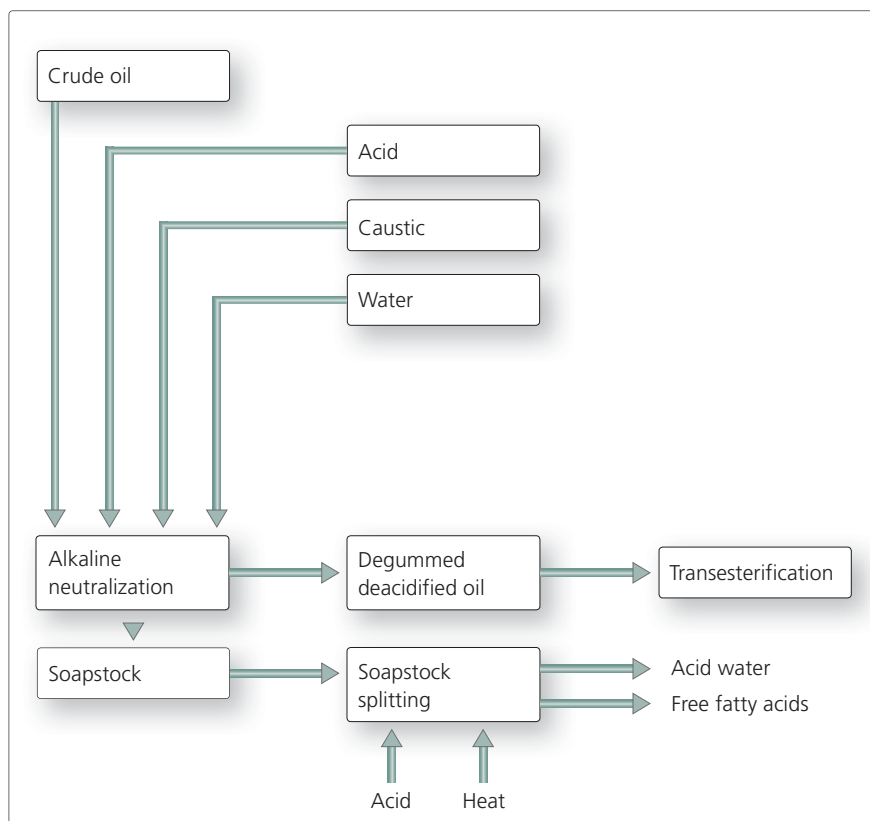 Crude oil
Acid
Caustic
Water
Alkaline
neutralization
Degummed
deacidified oil
Transesterification
Soapstock
Soapstock
splitting
Acid water
Free fatty acids
Acid
Heat